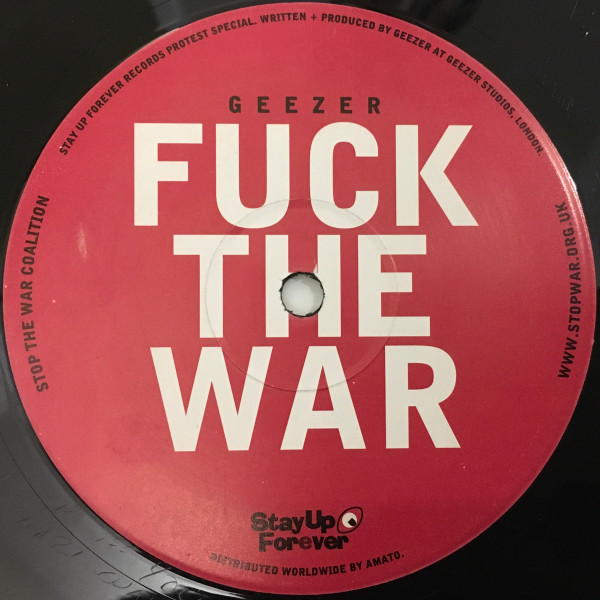 STAY UP FOREVER RECORDS PROTEST SPECIAL. WRITTEN + PRODUCED BY GEEZER AT GEEZER STUDIOS, LONDON.
GEEZER
FUCK
THE
WAR
STOP THE WAR COALITION
WWW.STOPWAR.ORG.UK
Stay Up
Forever
DISTRIBUTED WORLDWIDE BY AMATO.